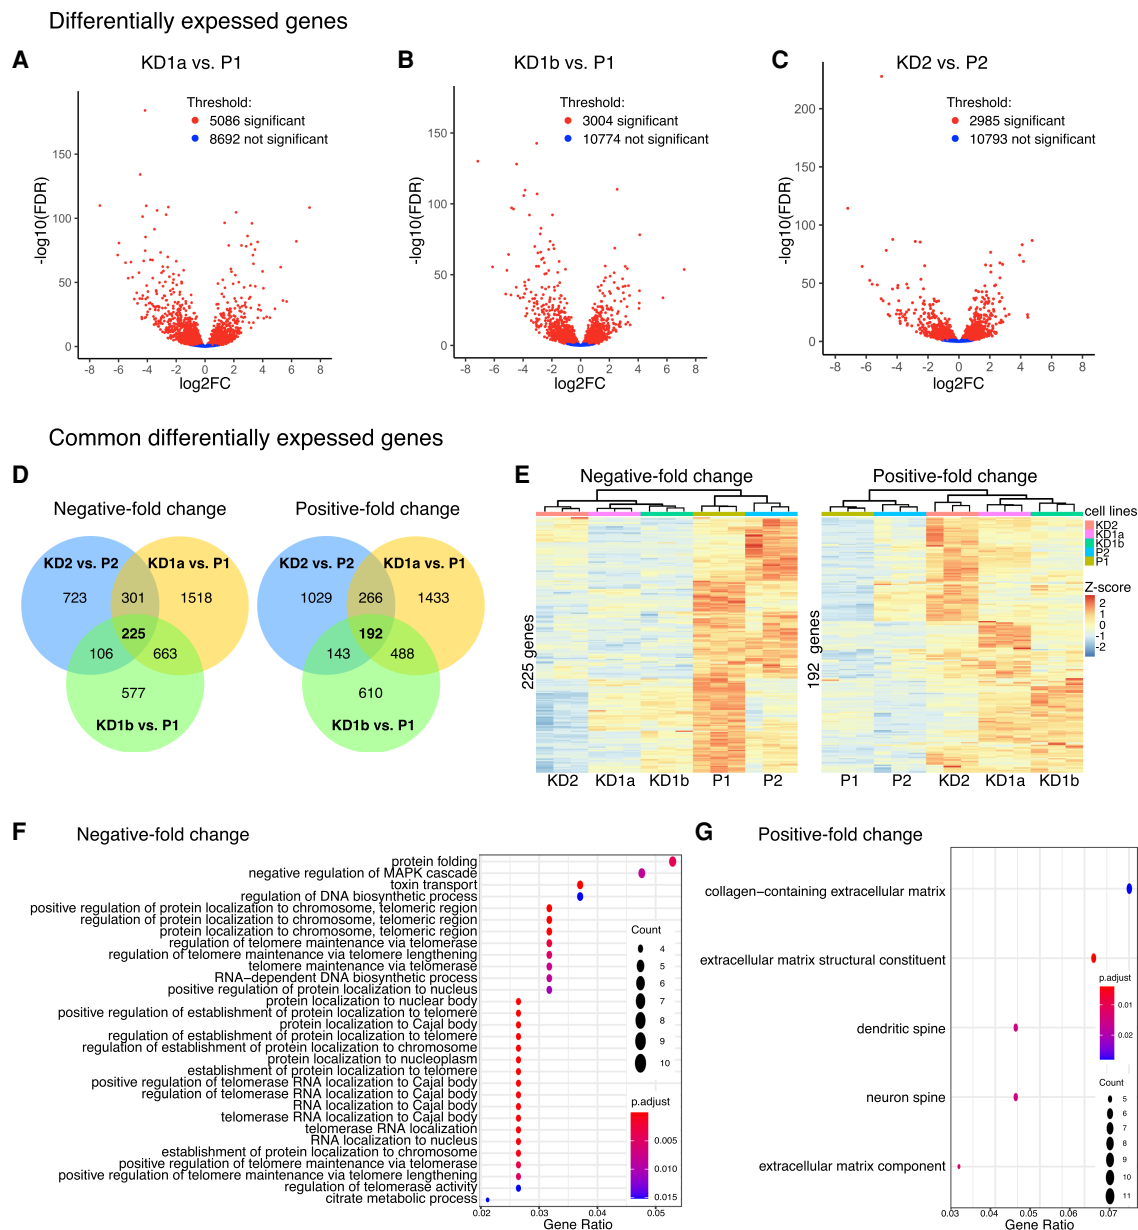 Differentially expessed genes
A
KD1a vs. P1
Threshold:
5086 significant
8692 not significant
-log10(FDR)
150
100
50
0
-8 -6 -4 -2 0 2 4 6 8
log2FC
B
KD1b vs. P1
Threshold:
3004 significant
10774 not significant
-log10(FDR)
150
100
50
0
-8 -6 -4 -2 0 2 4 6 8
log2FC
C
KD2 vs. P2
Threshold:
2985 significant
10793 not significant
-log10(FDR)
200
150
100
50
0
-8 -6 -4 -2 0 2 4 6 8
log2FC
Common differentially expessed genes
D
Negative-fold change
KD2 vs. P2
KD1a vs. P1
723
301
1518
225
106
663
577
KD1b vs. P1
Positive-fold change
KD2 vs. P2
KD1a vs. P1
1029
266
1433
192
143
488
610
KD1b vs. P1
E
Negative-fold change
225 genes
KD2 KD1a KD1b P1 P2
Positive-fold change
192 genes
P1 P2 KD2 KD1a KD1b
cell lines
KD2
KD1a
KD1b
P2
P1
Z-score
2
1
0
-1
-2
F
Negative-fold change
protein folding
negative regulation of MAPK cascade
toxin transport
regulation of DNA biosynthetic process
positive regulation of protein localization to chromosome, telomeric region
regulation of protein localization to chromosome, telomeric region
protein localization to chromosome, telomeric region
regulation of telomere maintenance via telomerase
regulation of telomere maintenance via telomere lengthening
telomere maintenance via telomerase
RNA−dependent DNA biosynthetic process
positive regulation of protein localization to nucleus
protein localization to nuclear body
positive regulation of establishment of protein localization to telomere
protein localization to Cajal body
regulation of establishment of protein localization to telomere
regulation of establishment of protein localization to chromosome
protein localization to nucleoplasm
establishment of protein localization to telomere
positive regulation of telomerase RNA localization to Cajal body
regulation of telomerase RNA localization to Cajal body
RNA localization to Cajal body
telomerase RNA localization to Cajal body
telomerase RNA localization
RNA localization to nucleus
establishment of protein localization to chromosome
positive regulation of telomere maintenance via telomerase
positive regulation of telomere maintenance via telomere lengthening
regulation of telomerase activity
citrate metabolic process
0.02 0.03 0.04 0.05
Gene Ratio
Count
4
5
6
7
8
9
10
p.adjust
0.005
0.010
0.015
G
Positive-fold change
collagen−containing extracellular matrix
extracellular matrix structural constituent
dendritic spine
neuron spine
extracellular matrix component
0.03 0.04 0.05 0.06 0.07
Gene Ratio
p.adjust
0.01
0.02
Count
5
6
7
8
9
10
11